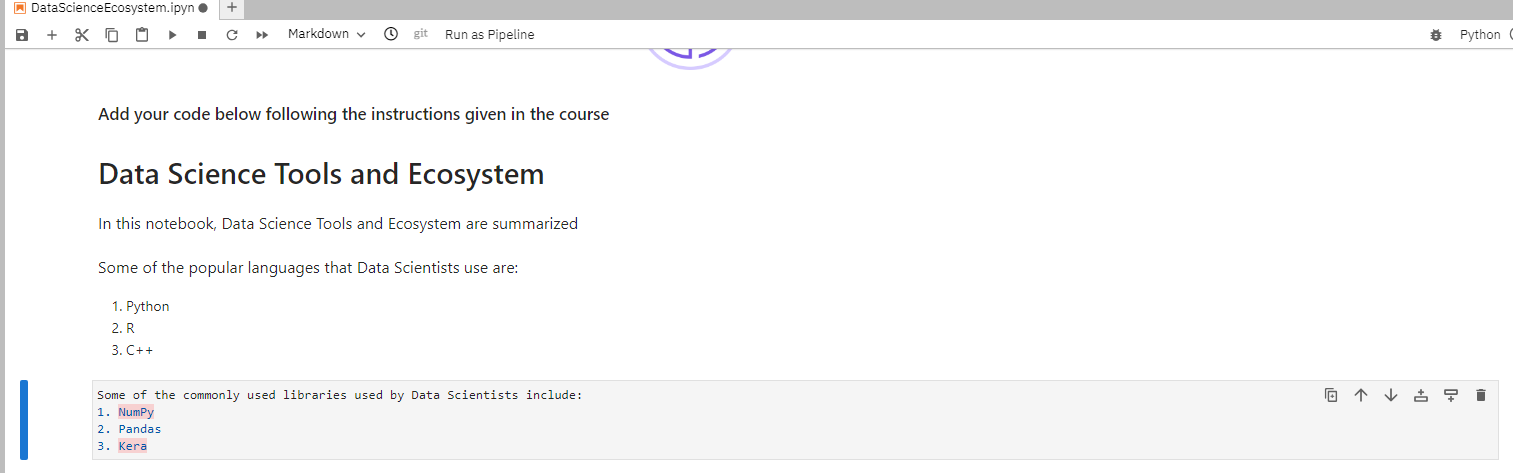 DataScienceEcosystem.ipyn
Markdown git Run as Pipeline Python
Add your code below following the instructions given in the course
Data Science Tools and Ecosystem
In this notebook, Data Science Tools and Ecosystem are summarized
Some of the popular languages that Data Scientists use are:
1. Python
2. R
3. C++
Some of the commonly used libraries used by Data Scientists include:
1. NumPy
2. Pandas
3. Kera